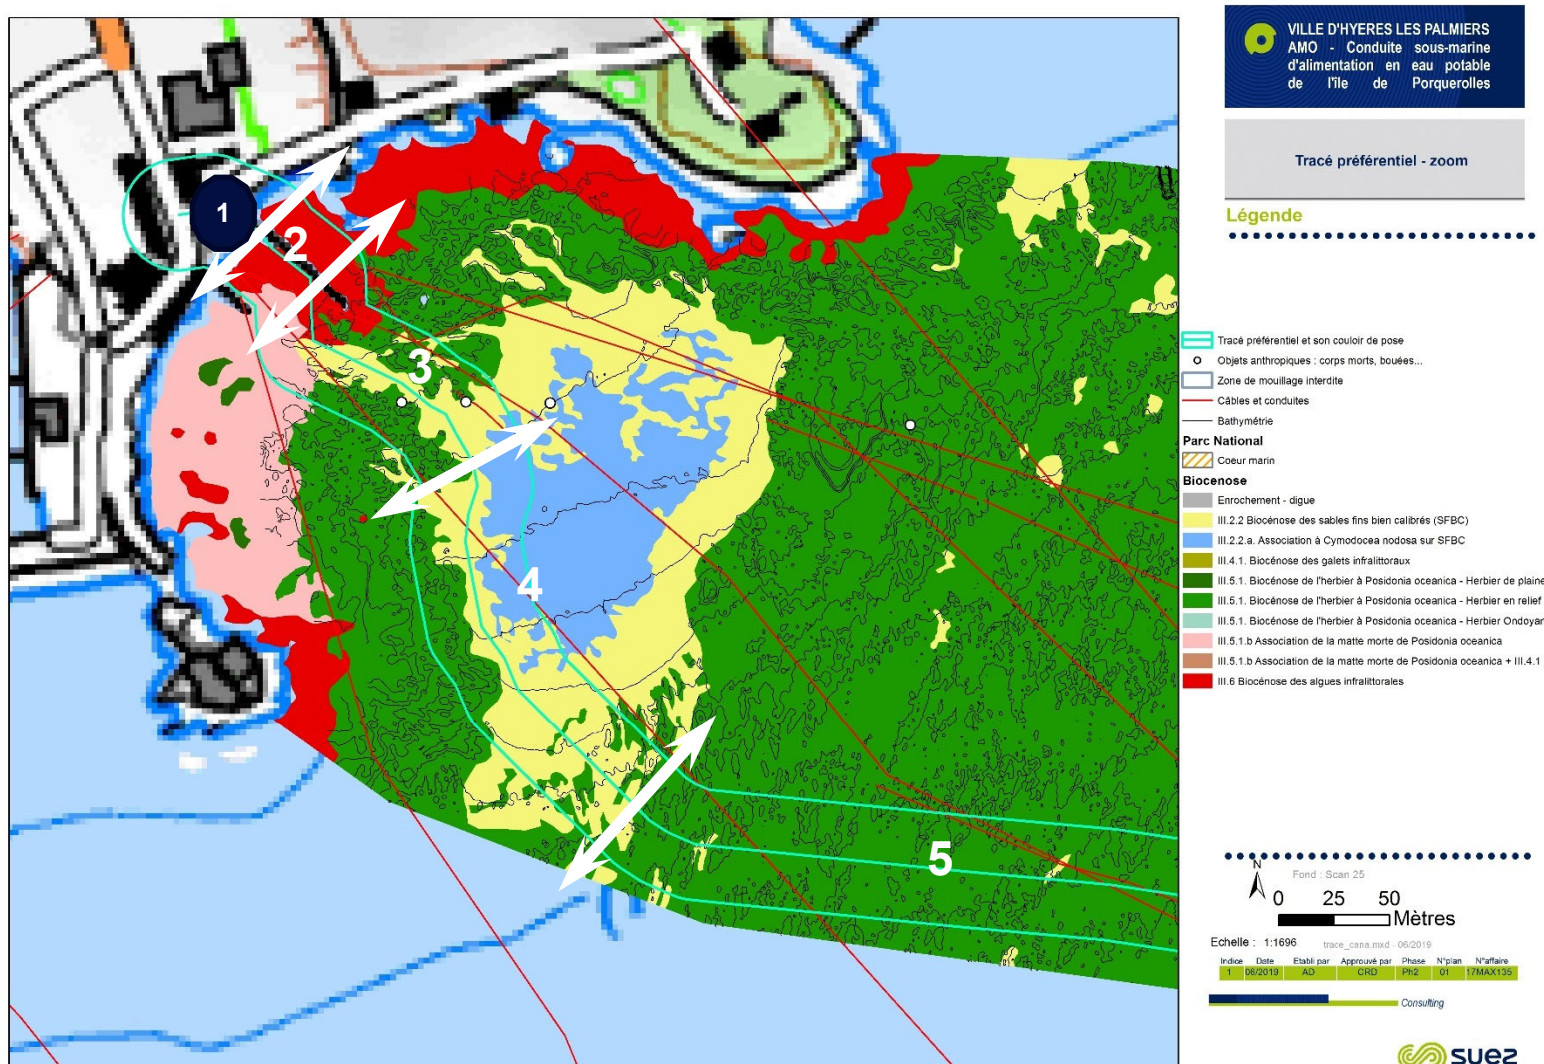 VILLE D'HYERES LES PALMIERS
AMO - Conduite sous-marine
d'alimentation en eau potable
de l'île de Porquerolles
Tracé préférentiel - zoom
Légende
Tracé préférentiel et son couloir de pose
Objets anthropiques : corps morts, bouées...
Zone de mouillage interdite
Câbles et conduites
Bathymétrie
Parc National
Coeur marin
Biocenose
Enrochement - digue
III.2.2 Biocénose des sables fins bien calibrés (SFBC)
III.2.2.a. Association à Cymodocea nodosa sur SFBC
III.4.1. Biocénose des galets infralittoraux
III.5.1. Biocénose de l'herbier à Posidonia oceanica - Herbier de plaine
III.5.1. Biocénose de l'herbier à Posidonia oceanica - Herbier en relief
III.5.1. Biocénose de l'herbier à Posidonia oceanica - Herbier Ondoyan
III.5.1.b Association de la matte morte de Posidonia oceanica
III.5.1.b Association de la matte morte de Posidonia oceanica + III.4.1
III.6 Biocénose des algues infralittorales
1
2
3
4
5
N
Fond : Scan 25
0 25 50
Mètres
Echelle : 1:1696 trace_cana.mxd - 06/2019
Indice Date Etabli par Approuvé par Phase N°plan N°affaire
1 06/2019 AD CRD Ph2 01 17MAX135
Consulting
suez